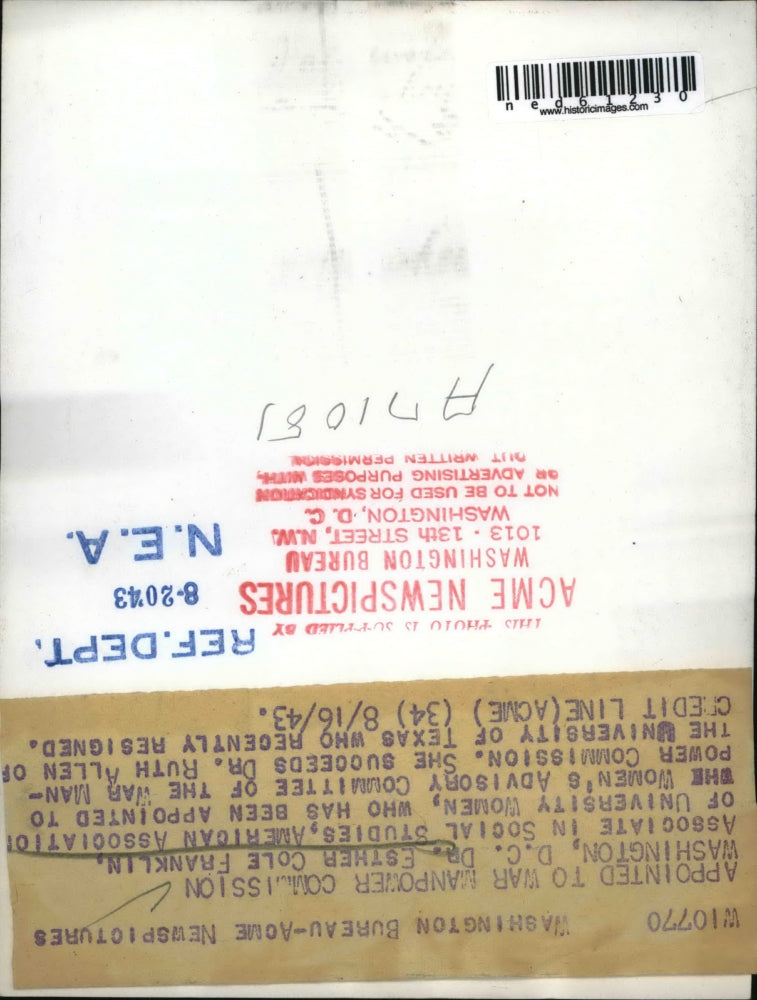 ned61230
www.historicimages.com
W10770 WASHINGTON BUREAU-ACME NEWSPICTURES
APPOINTED TO WAR MANPOWER COMMISSION
WASHINGTON, D.C. DR. ESTHER COLE FRANKLIN,
ASSOCIATE IN SOCIAL STUDIES, AMERICAN ASSOCIATION
OF UNIVERSITY WOMEN, WHO HAS BEEN APPOINTED TO
THE WOMEN'S ADVISORY COMMITTEE OF THE WAR MAN-
POWER COMMISSION. SHE SUCCEEDS DR. RUTH ALLEN OF
THE UNIVERSITY OF TEXAS WHO RECENTLY RESIGNED.
CREDIT LINE(ACME) (34) 8/16/43.
THIS PHOTO IS SUPPLIED BY
ACME NEWSPICTURES
WASHINGTON BUREAU
1013 - 13th STREET, N.W.
WASHINGTON, D. C.
NOT TO BE USED FOR SYNDICATION
OR ADVERTISING PURPOSES WITH-
OUT WRITTEN PERMISSION
REF. DEPT.
8-20-43
N.E.A.